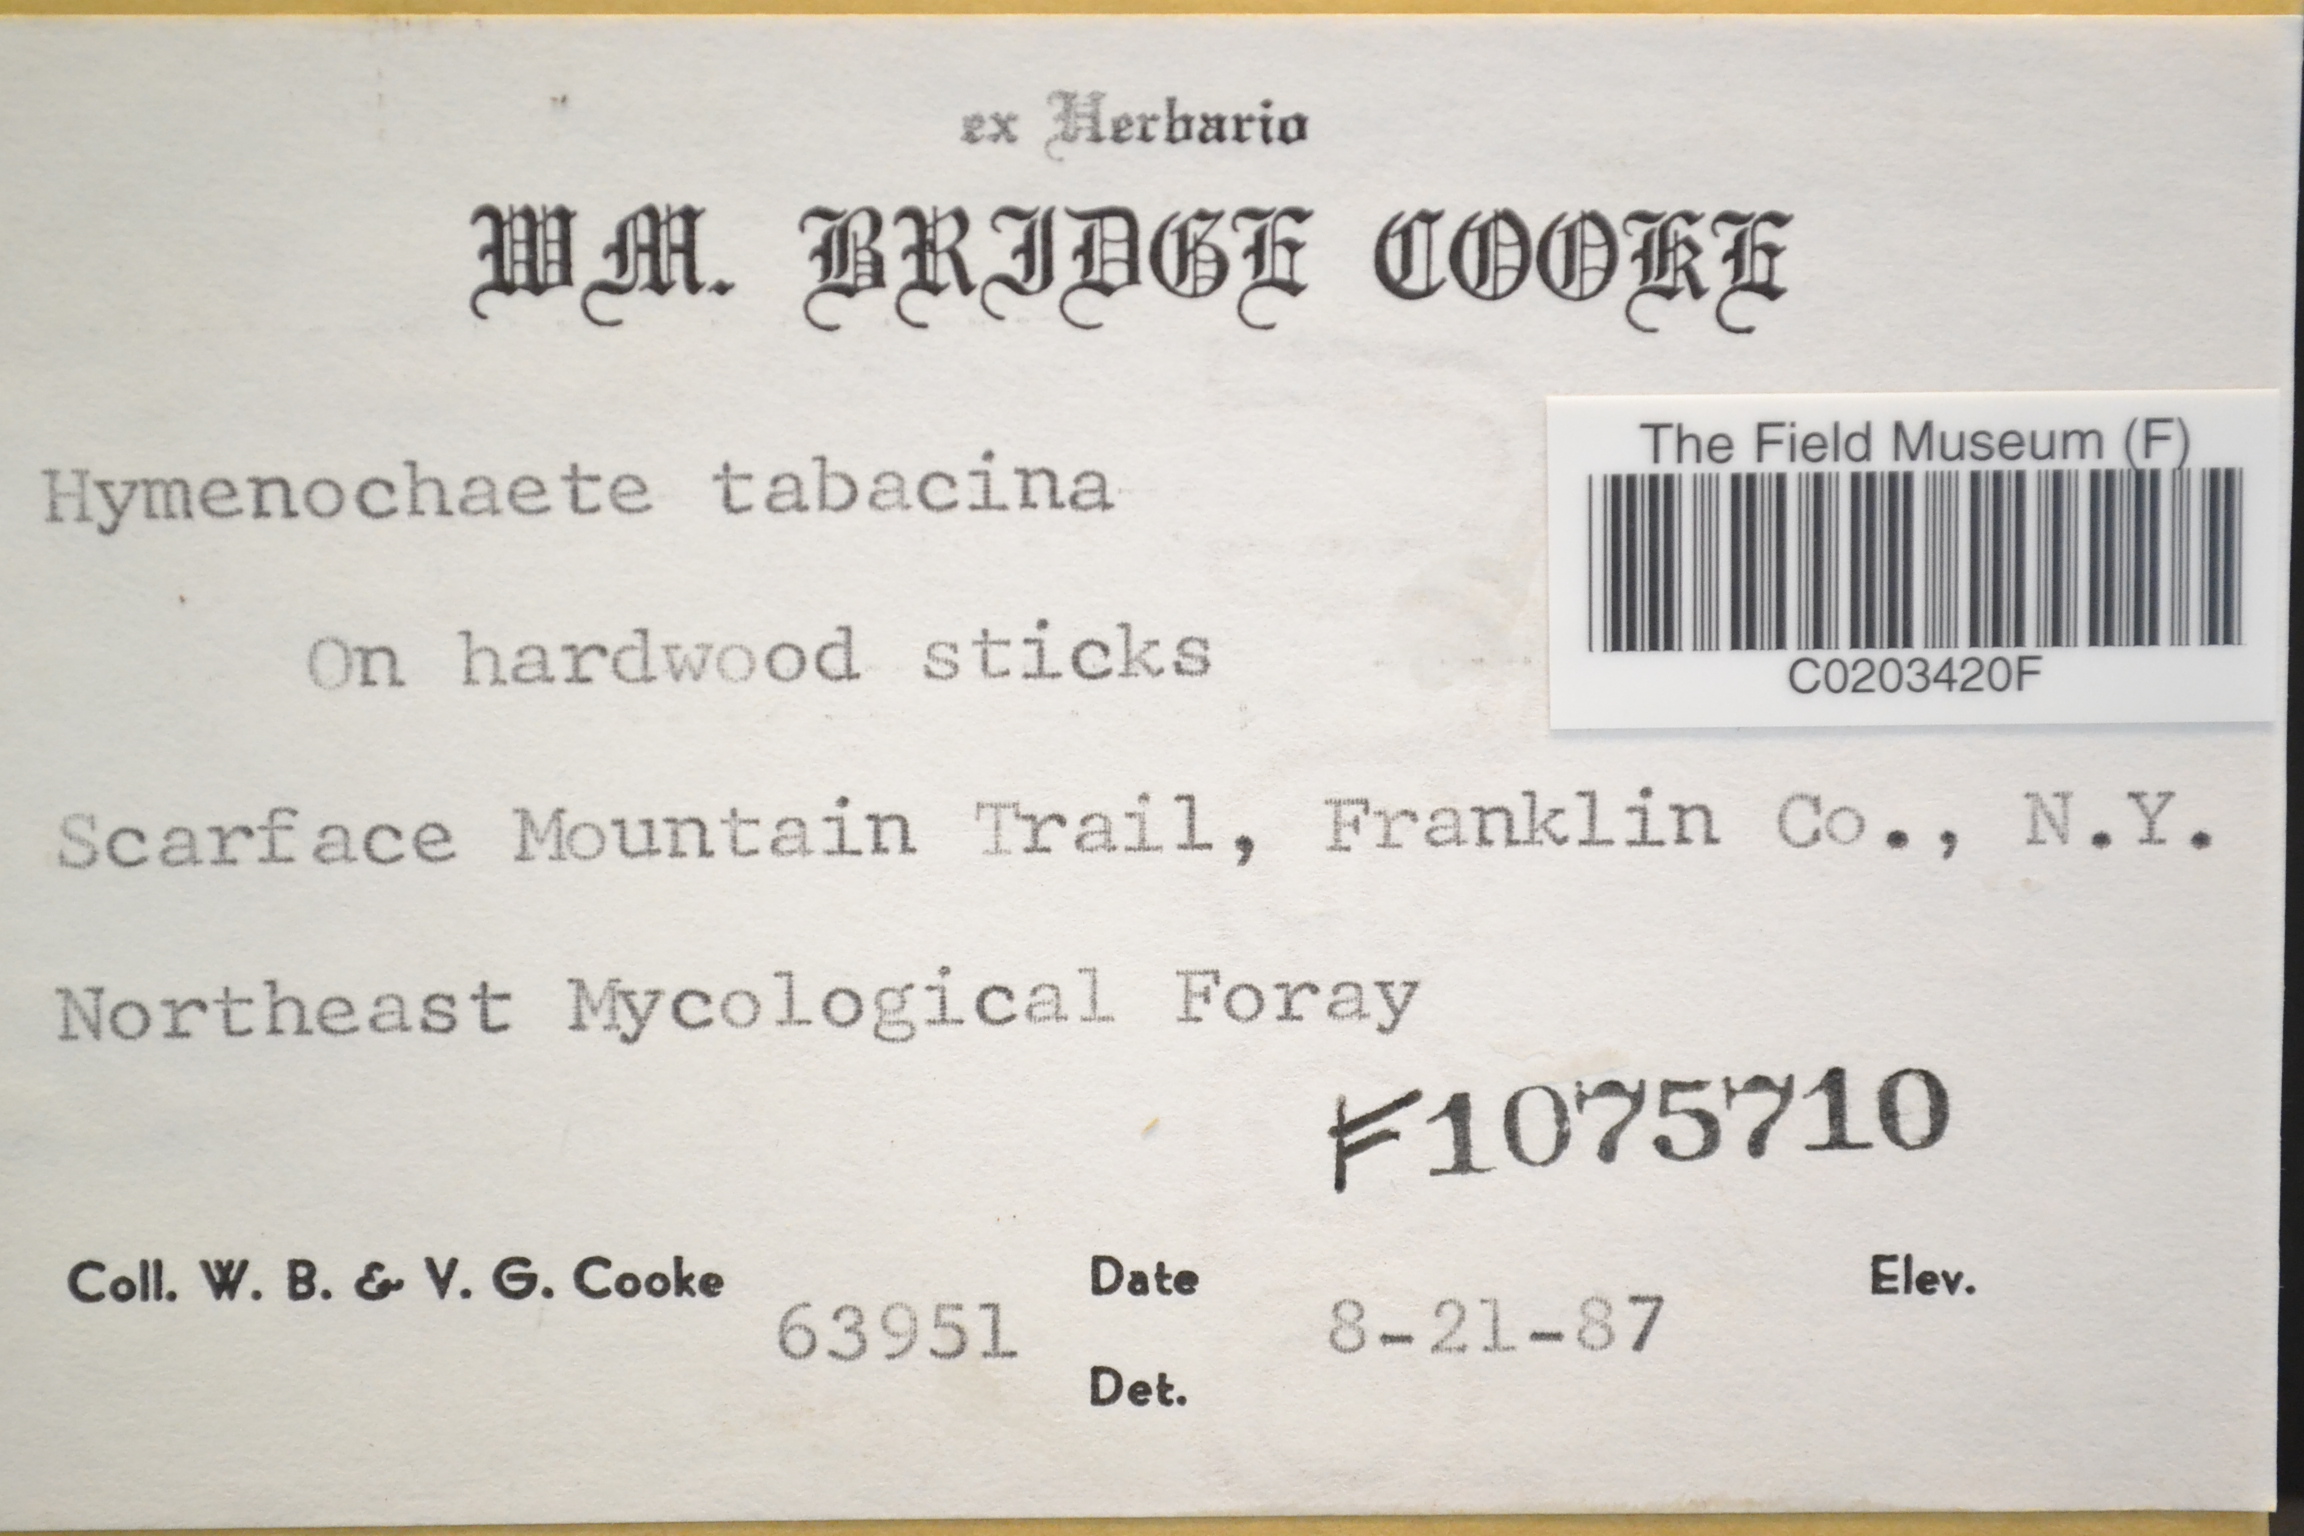 ex Herbario
WM. BRIDGE COOKE
The Field Museum (F)
C0203420F
Hymenochaete tabacina
On hardwood sticks
Scarface Mountain Trail, Franklin Co., N.Y.
Northeast Mycological Foray
F1075710
Coll. W. B. & V. G. Cooke 63951 Date 8-21-87 Elev.
Det.